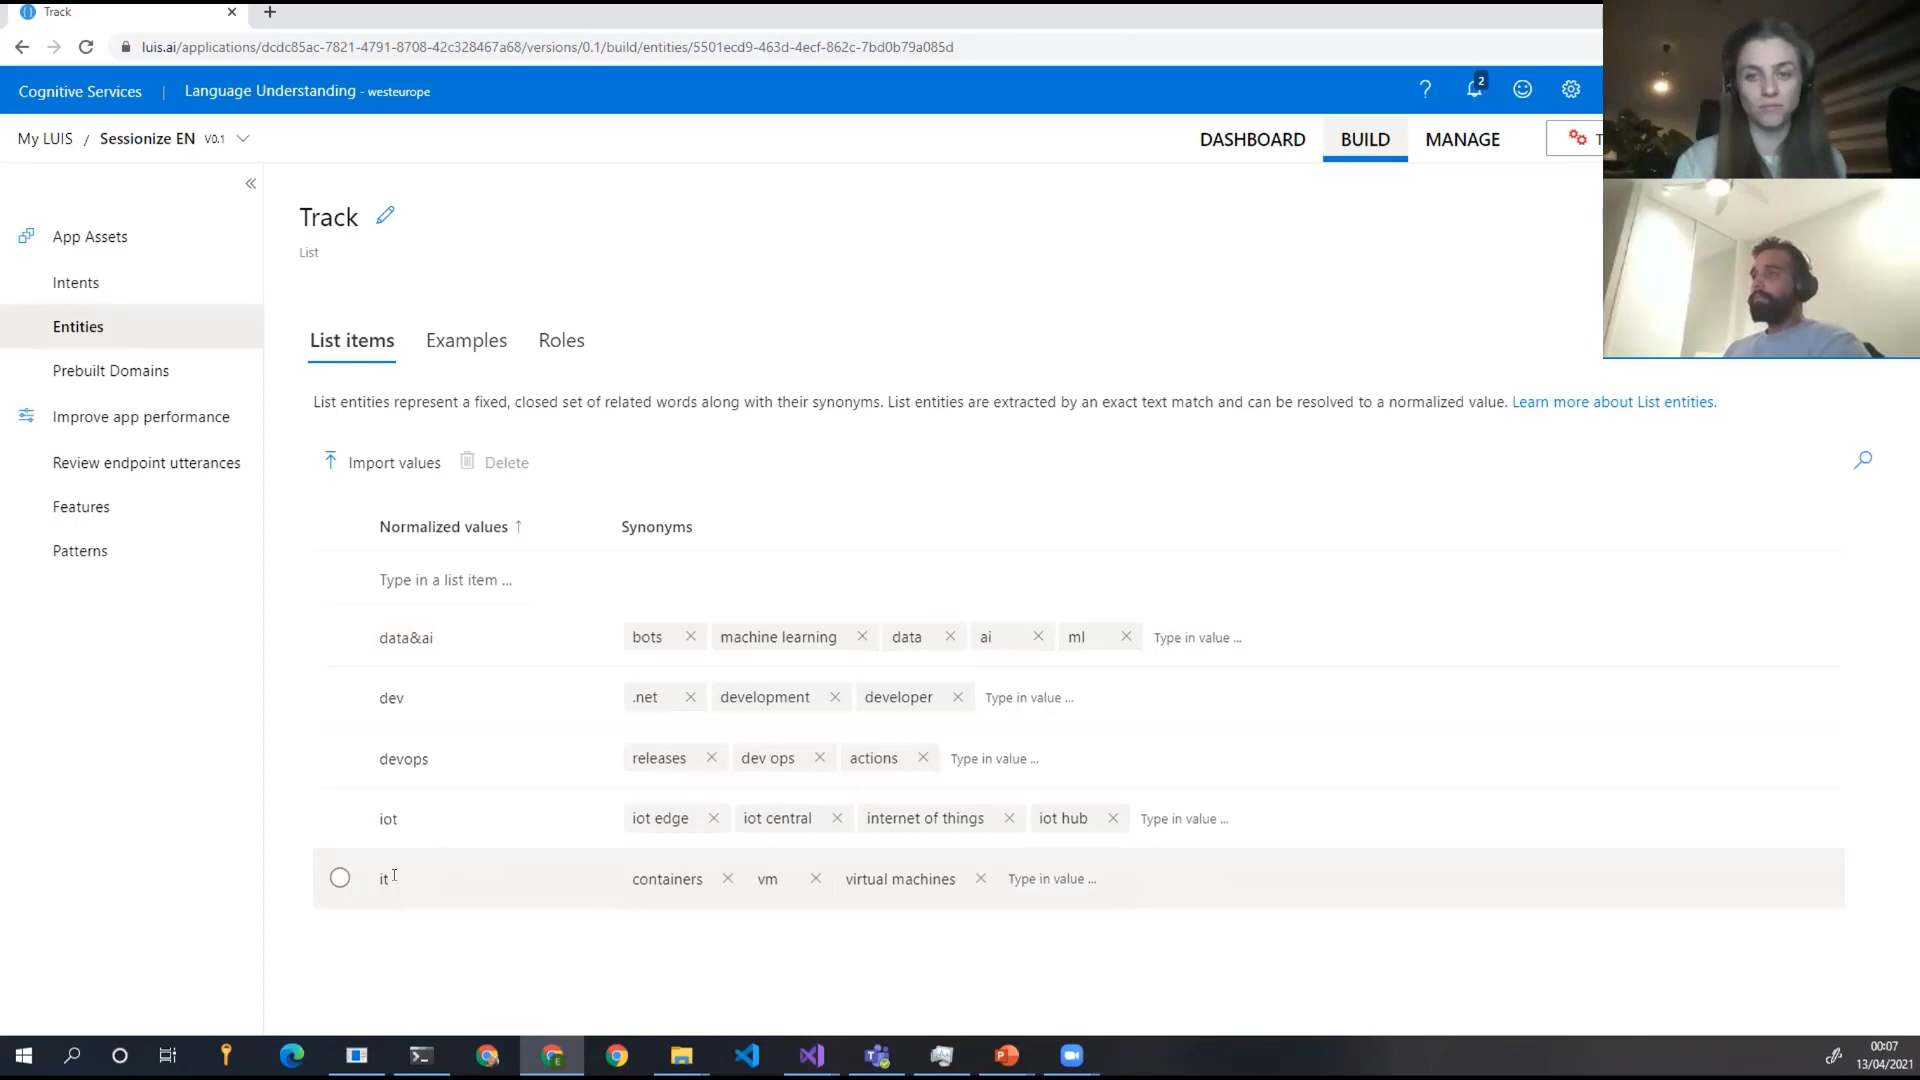 Track
luis.ai/applications/dcdc85ac-7821-4791-8708-42c328467a68/versions/0.1/build/entities/5501ecd9-463d-4ecf-862c-7bd0b79a085d
Cognitive Services | Language Understanding - westeurope
2
My LUIS / Sessionize EN V0.1
DASHBOARD BUILD MANAGE T
App Assets
Intents
Entities
Prebuilt Domains
Improve app performance
Review endpoint utterances
Features
Patterns
Track
List
List items Examples Roles
List entities represent a fixed, closed set of related words along with their synonyms. List entities are extracted by an exact text match and can be resolved to a normalized value. Learn more about List entities.
Import values Delete
Normalized values ↑ Synonyms
Type in a list item ...
data&ai bots machine learning data ai ml Type in value ...
dev .net development developer Type in value ...
devops releases dev ops actions Type in value ...
iot iot edge iot central internet of things iot hub Type in value ...
it containers vm virtual machines Type in value ...
00:07
13/04/2021